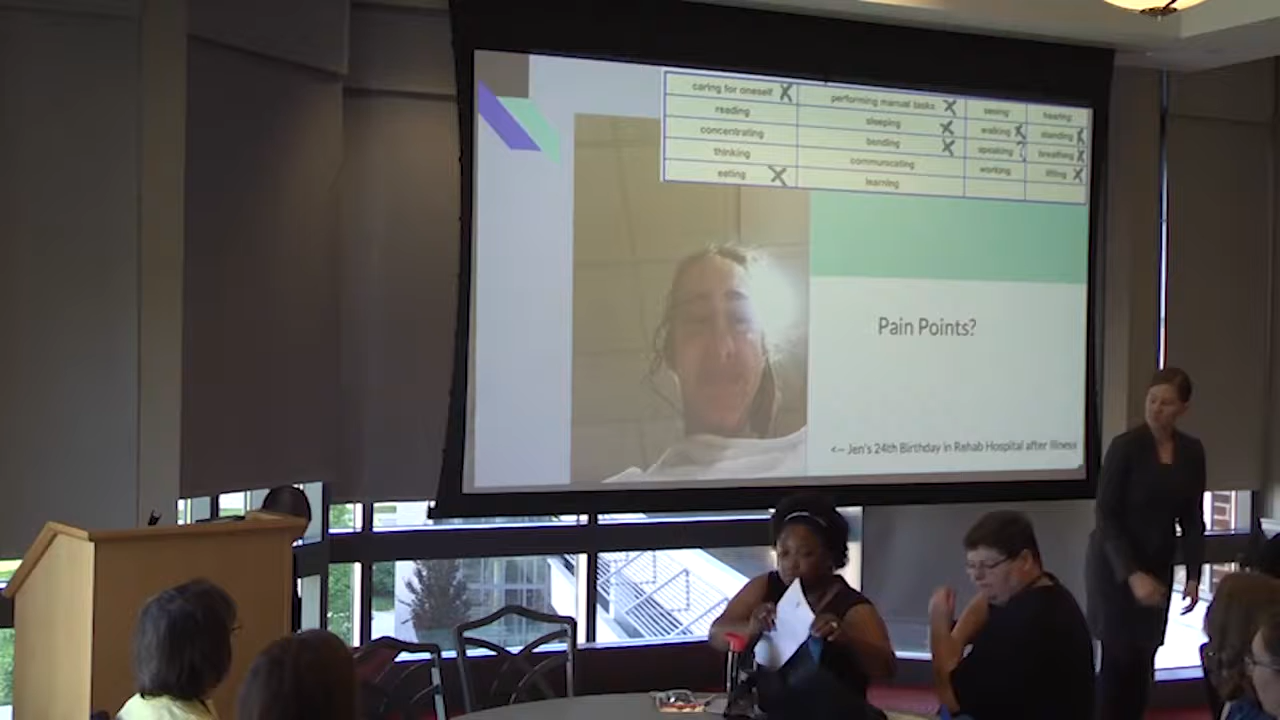 caring for oneself X performing manual tasks X seeing hearing
reading sleeping X walking X standing X
concentrating bending X speaking ? breathing X
thinking communicating working lifting X
eating X learning
Pain Points?
<-- Jen's 24th Birthday in Rehab Hospital after Illness